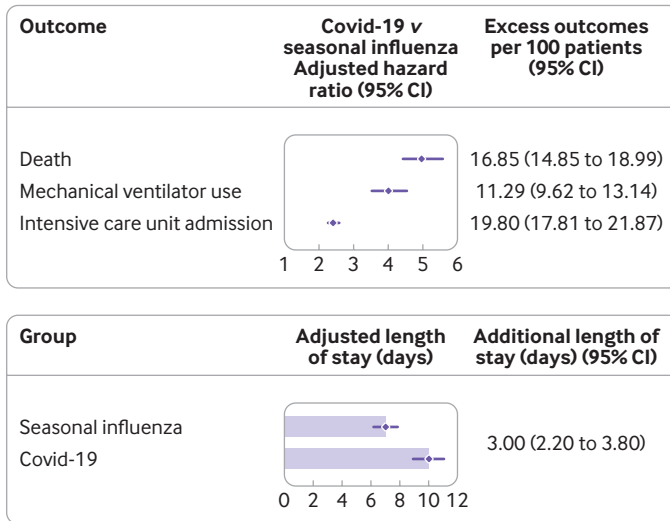 Outcome
Covid-19 v
seasonal influenza
Adjusted hazard
ratio (95% CI)
Excess outcomes
per 100 patients
(95% CI)
Death
16.85 (14.85 to 18.99)
Mechanical ventilator use
11.29 (9.62 to 13.14)
Intensive care unit admission
19.80 (17.81 to 21.87)
1 2 3 4 5 6
Group
Adjusted length
of stay (days)
Additional length of
stay (days) (95% CI)
Seasonal influenza
Covid-19
3.00 (2.20 to 3.80)
0 2 4 6 8 10 12